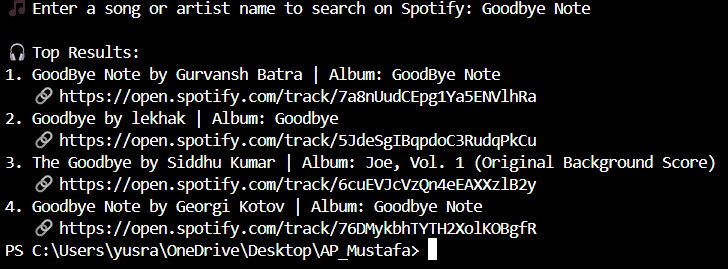 🎵 Enter a song or artist name to search on Spotify: Goodbye Note
🎧 Top Results:
1. GoodBye Note by Gurvansh Batra | Album: GoodBye Note
🔗 https://open.spotify.com/track/7a8nUudCEpg1Ya5ENVlhRa
2. Goodbye by lekhak | Album: Goodbye
🔗 https://open.spotify.com/track/5JdeSgIBqpdoC3RudqPkCu
3. The Goodbye by Siddhu Kumar | Album: Joe, Vol. 1 (Original Background Score)
🔗 https://open.spotify.com/track/6cuEVJcVzQn4eEAXXzlB2y
4. Goodbye Note by Georgi Kotov | Album: Goodbye Note
🔗 https://open.spotify.com/track/76DMykbhTYTH2XolKOBgfR
PS C:\Users\yusra\OneDrive\Desktop\AP_Mustafa>